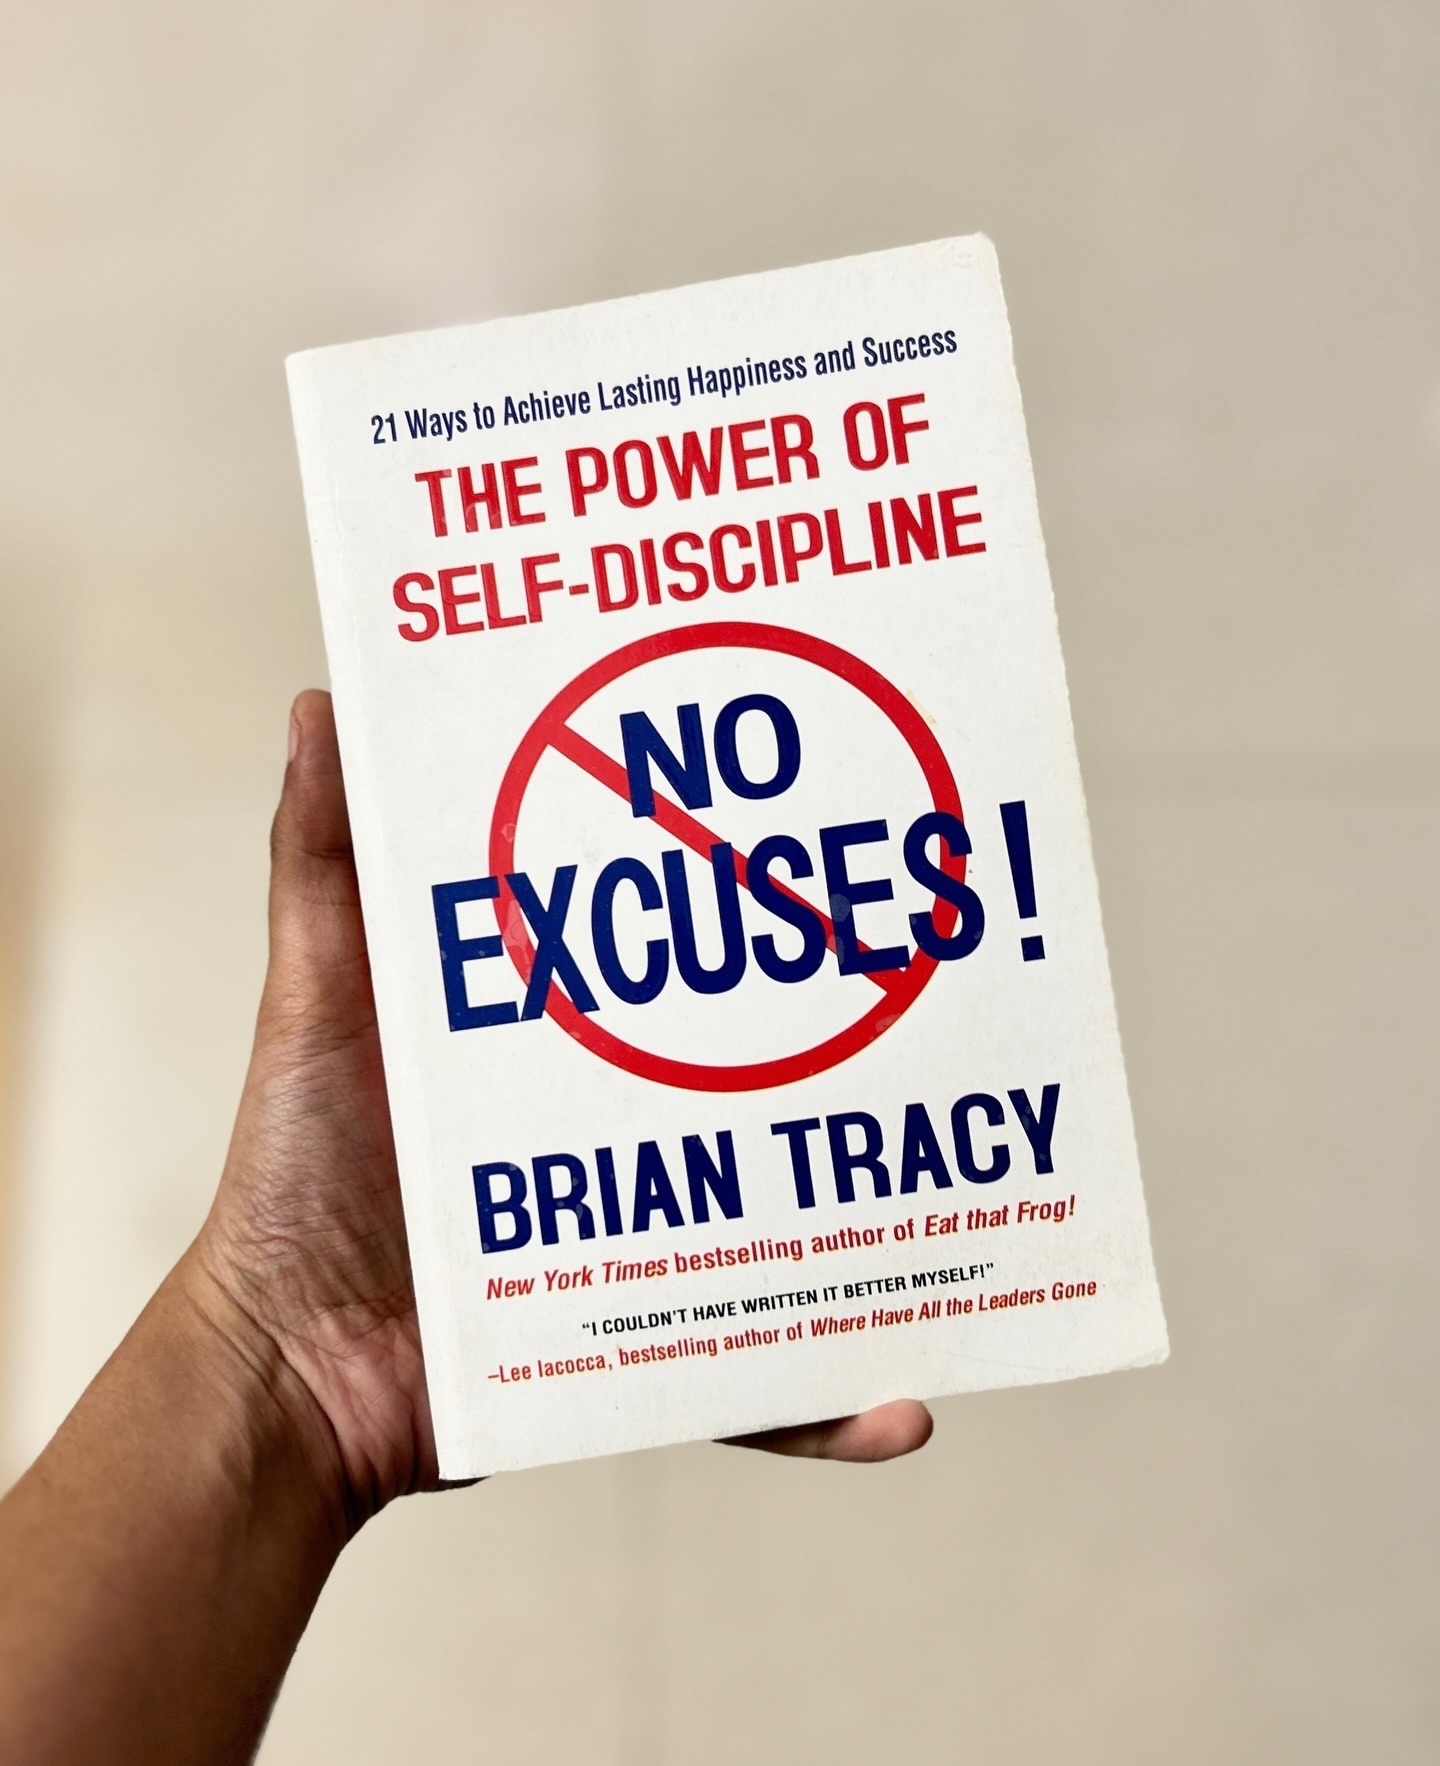 21 Ways to Achieve Lasting Happiness and Success
THE POWER OF
SELF-DISCIPLINE
NO
EXCUSES!
BRIAN TRACY
New York Times bestselling author of Eat that Frog!
“I COULDN’T HAVE WRITTEN IT BETTER MYSELF!”
–Lee Iacocca, bestselling author of Where Have All the Leaders Gone